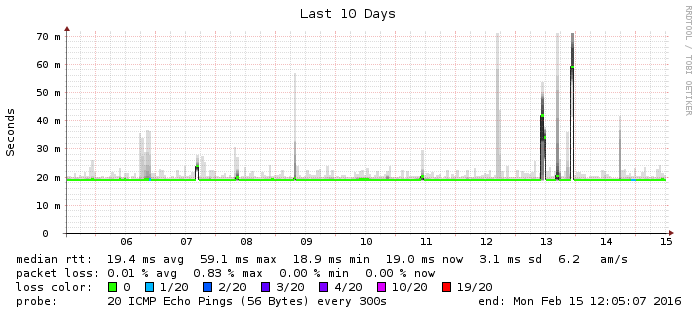 Last 10 Days
RRDTOOL / TOBI OETIKER
Seconds
70 m
60 m
50 m
40 m
30 m
20 m
10 m
0
06 07 08 09 10 11 12 13 14 15
median rtt: 19.4 ms avg 59.1 ms max 18.9 ms min 19.0 ms now 3.1 ms sd 6.2 am/s
packet loss: 0.01 % avg 0.83 % max 0.00 % min 0.00 % now
loss color: 0 1/20 2/20 3/20 4/20 10/20 19/20
probe: 20 ICMP Echo Pings (56 Bytes) every 300s end: Mon Feb 15 12:05:07 2016